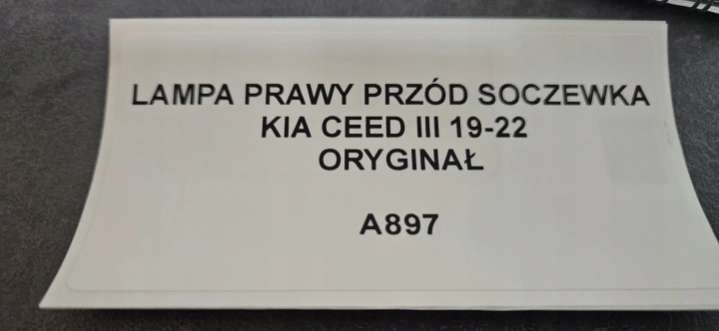 LAMPA PRAWY PRZÓD SOCZEWKA
KIA CEED III 19-22
ORYGINAŁ
A897